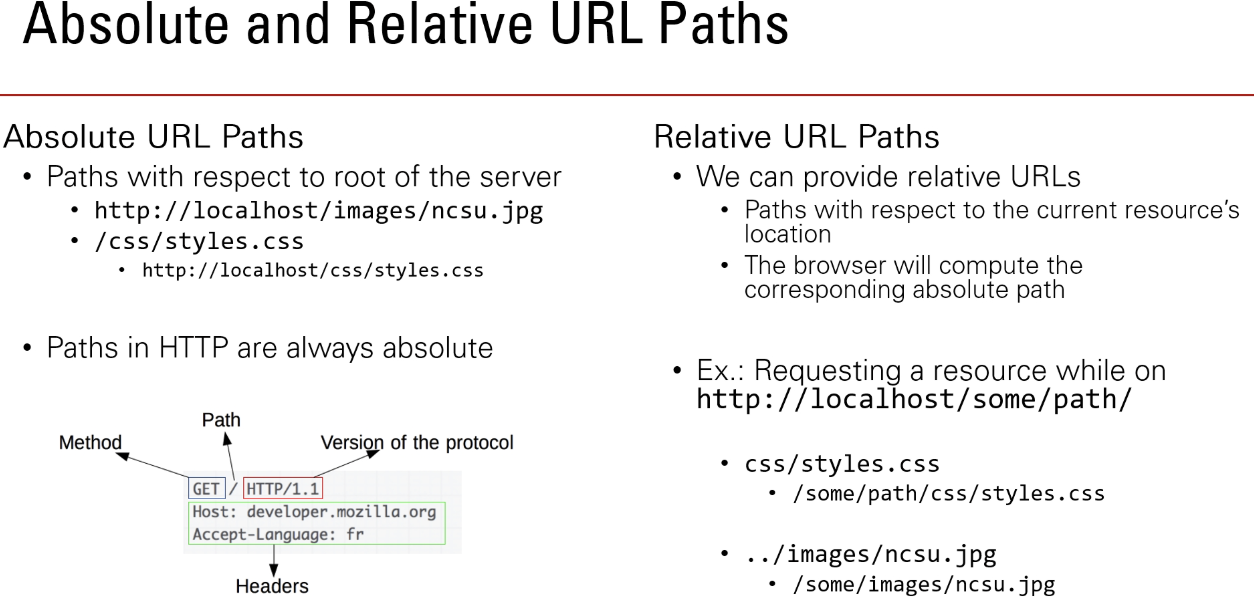 Absolute and Relative URL Paths
Absolute URL Paths
• Paths with respect to root of the server
• http://localhost/images/ncsu.jpg
• /css/styles.css
• http://localhost/css/styles.css
• Paths in HTTP are always absolute
Path
Method
Version of the protocol
GET / HTTP/1.1
Host: developer.mozilla.org
Accept-Language: fr
Headers
Relative URL Paths
• We can provide relative URLs
• Paths with respect to the current resource's
location
• The browser will compute the
corresponding absolute path
• Ex.: Requesting a resource while on
http://localhost/some/path/
• css/styles.css
• /some/path/css/styles.css
• ../images/ncsu.jpg
• /some/images/ncsu.jpg